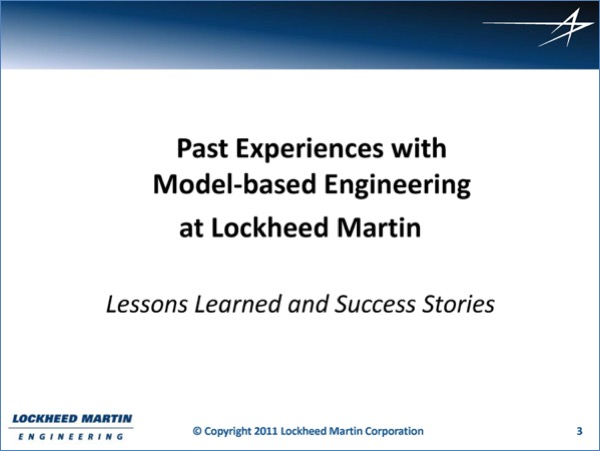 Past Experiences with
Model-based Engineering
at Lockheed Martin
Lessons Learned and Success Stories
LOCKHEED MARTIN
ENGINEERING
© Copyright 2011 Lockheed Martin Corporation
3